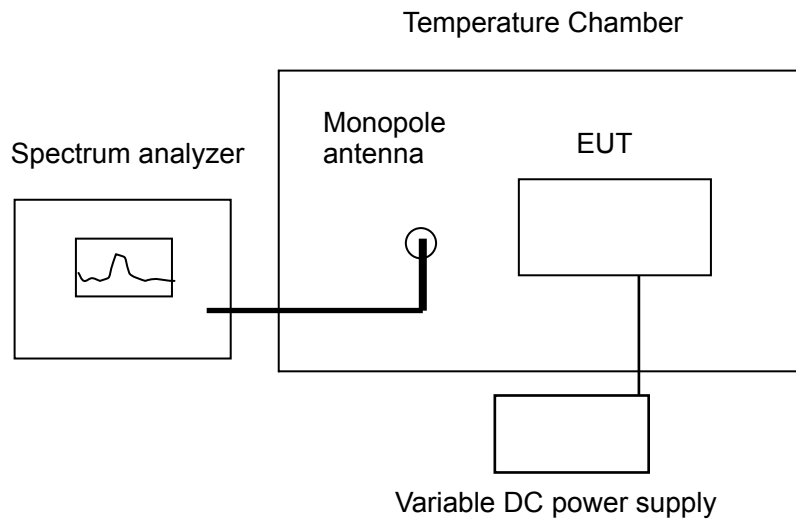 Temperature Chamber
Monopole
antenna
EUT
Spectrum analyzer
Variable DC power supply